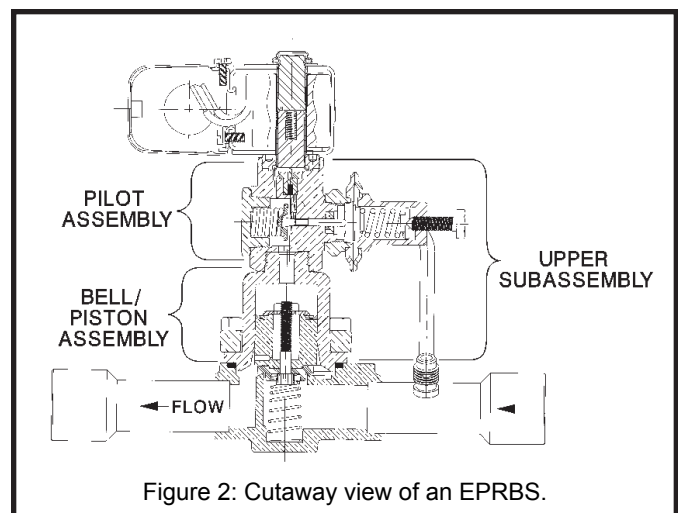 PILOT
ASSEMBLY
UPPER
SUBASSEMBLY
BELL/
PISTON
ASSEMBLY
FLOW
Figure 2: Cutaway view of an EPRBS.